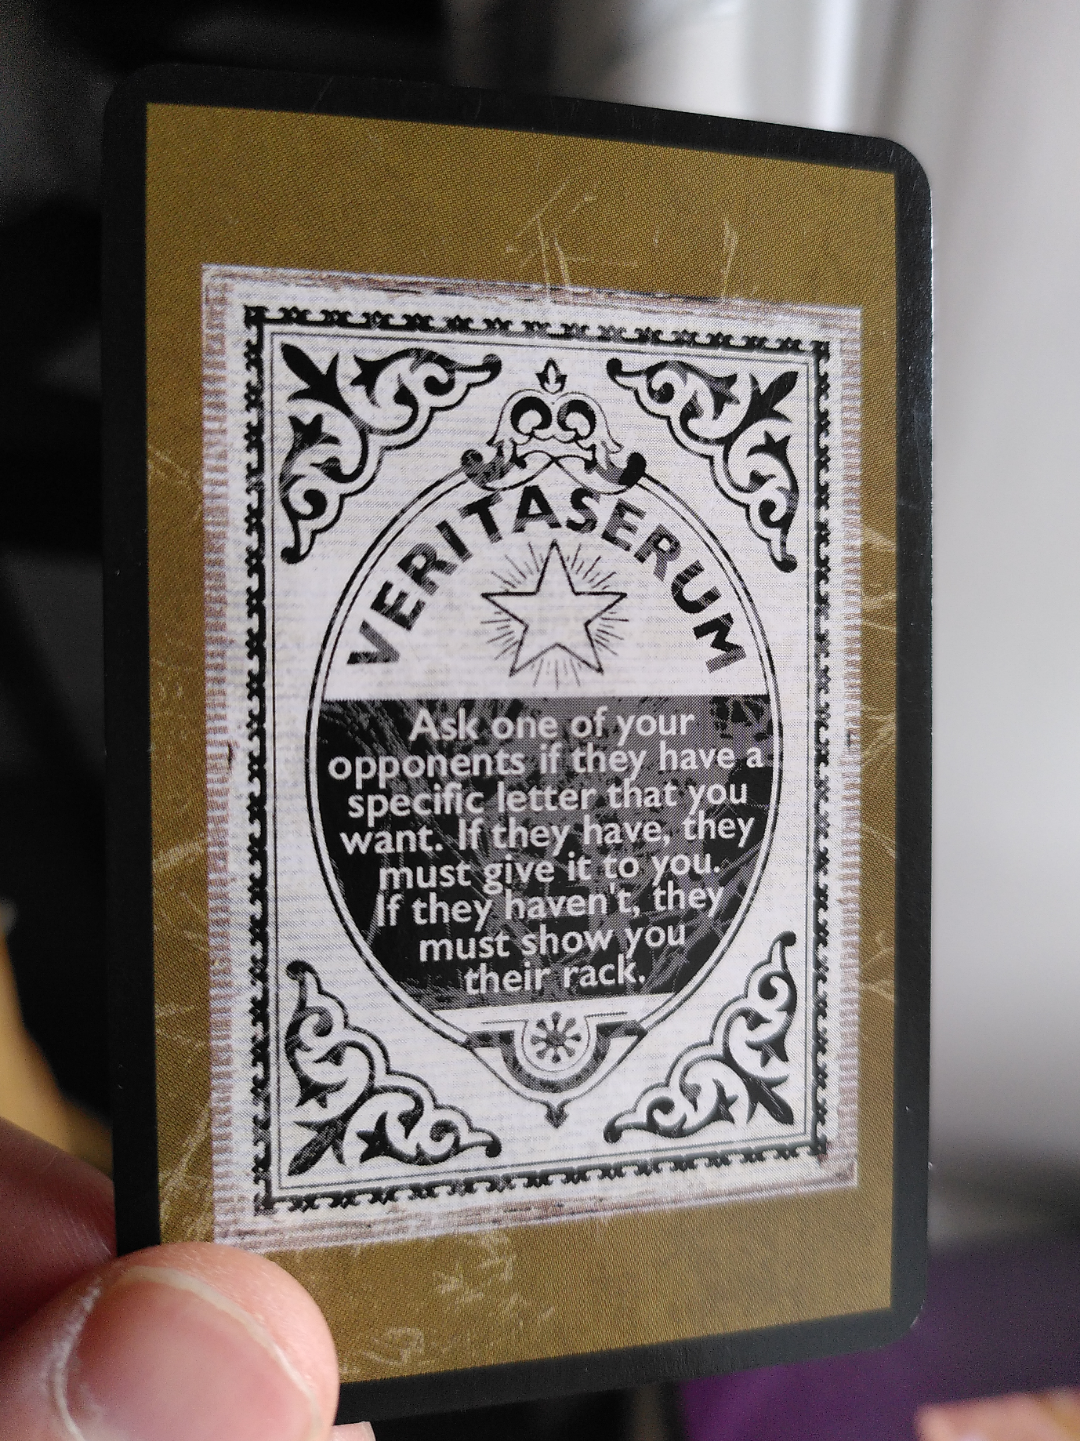 VERITASERUM
Ask one of your
opponents if they have a
specific letter that you
want. If they have, they
must give it to you.
If they haven't, they
must show you
their rack.